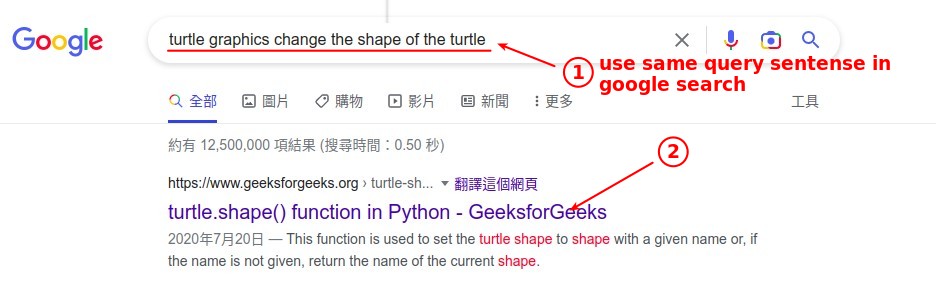 Google
turtle graphics change the shape of the turtle
1 use same query sentense in
google search
全部 圖片 購物 影片 新聞 更多 工具
約有 12,500,000 項結果 (搜尋時間：0.50 秒)
2
https://www.geeksforgeeks.org › turtle-sh... 翻譯這個網頁
turtle.shape() function in Python - GeeksforGeeks
2020年7月20日 — This function is used to set the turtle shape to shape with a given name or, if
the name is not given, return the name of the current shape.